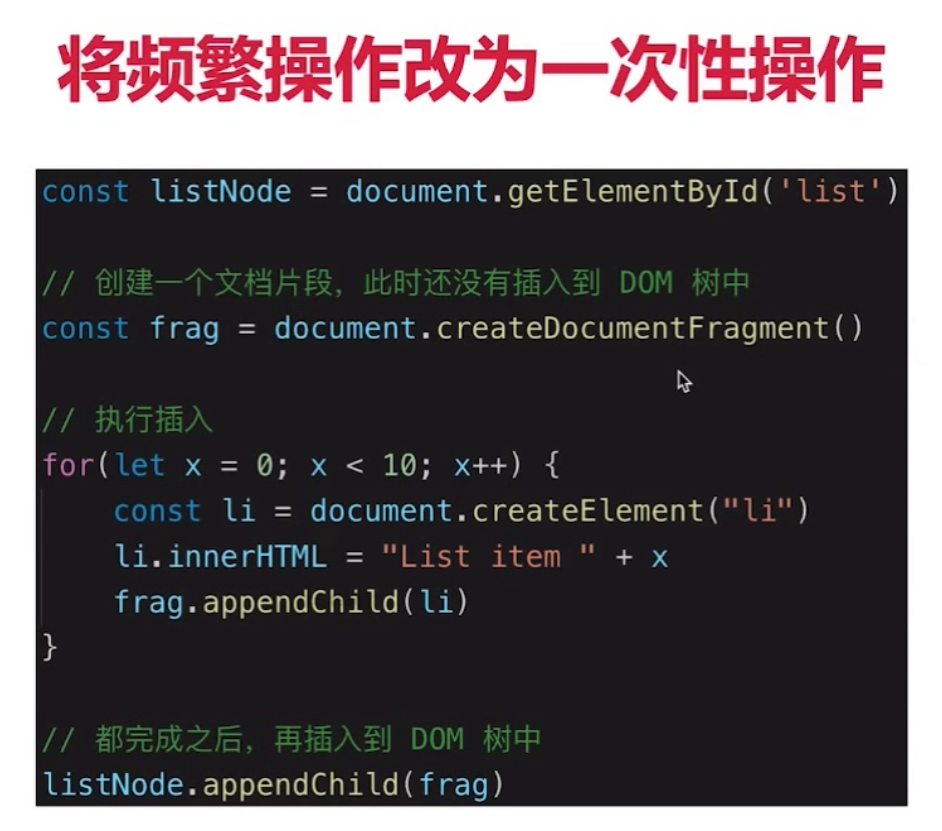 将频繁操作改为一次性操作
const listNode = document.getElementById('list')
// 创建一个文档片段，此时还没有插入到 DOM 树中
const frag = document.createDocumentFragment()
// 执行插入
for(let x = 0; x < 10; x++) {
    const li = document.createElement("li")
    li.innerHTML = "List item " + x
    frag.appendChild(li)
}
// 都完成之后，再插入到 DOM 树中
listNode.appendChild(frag)